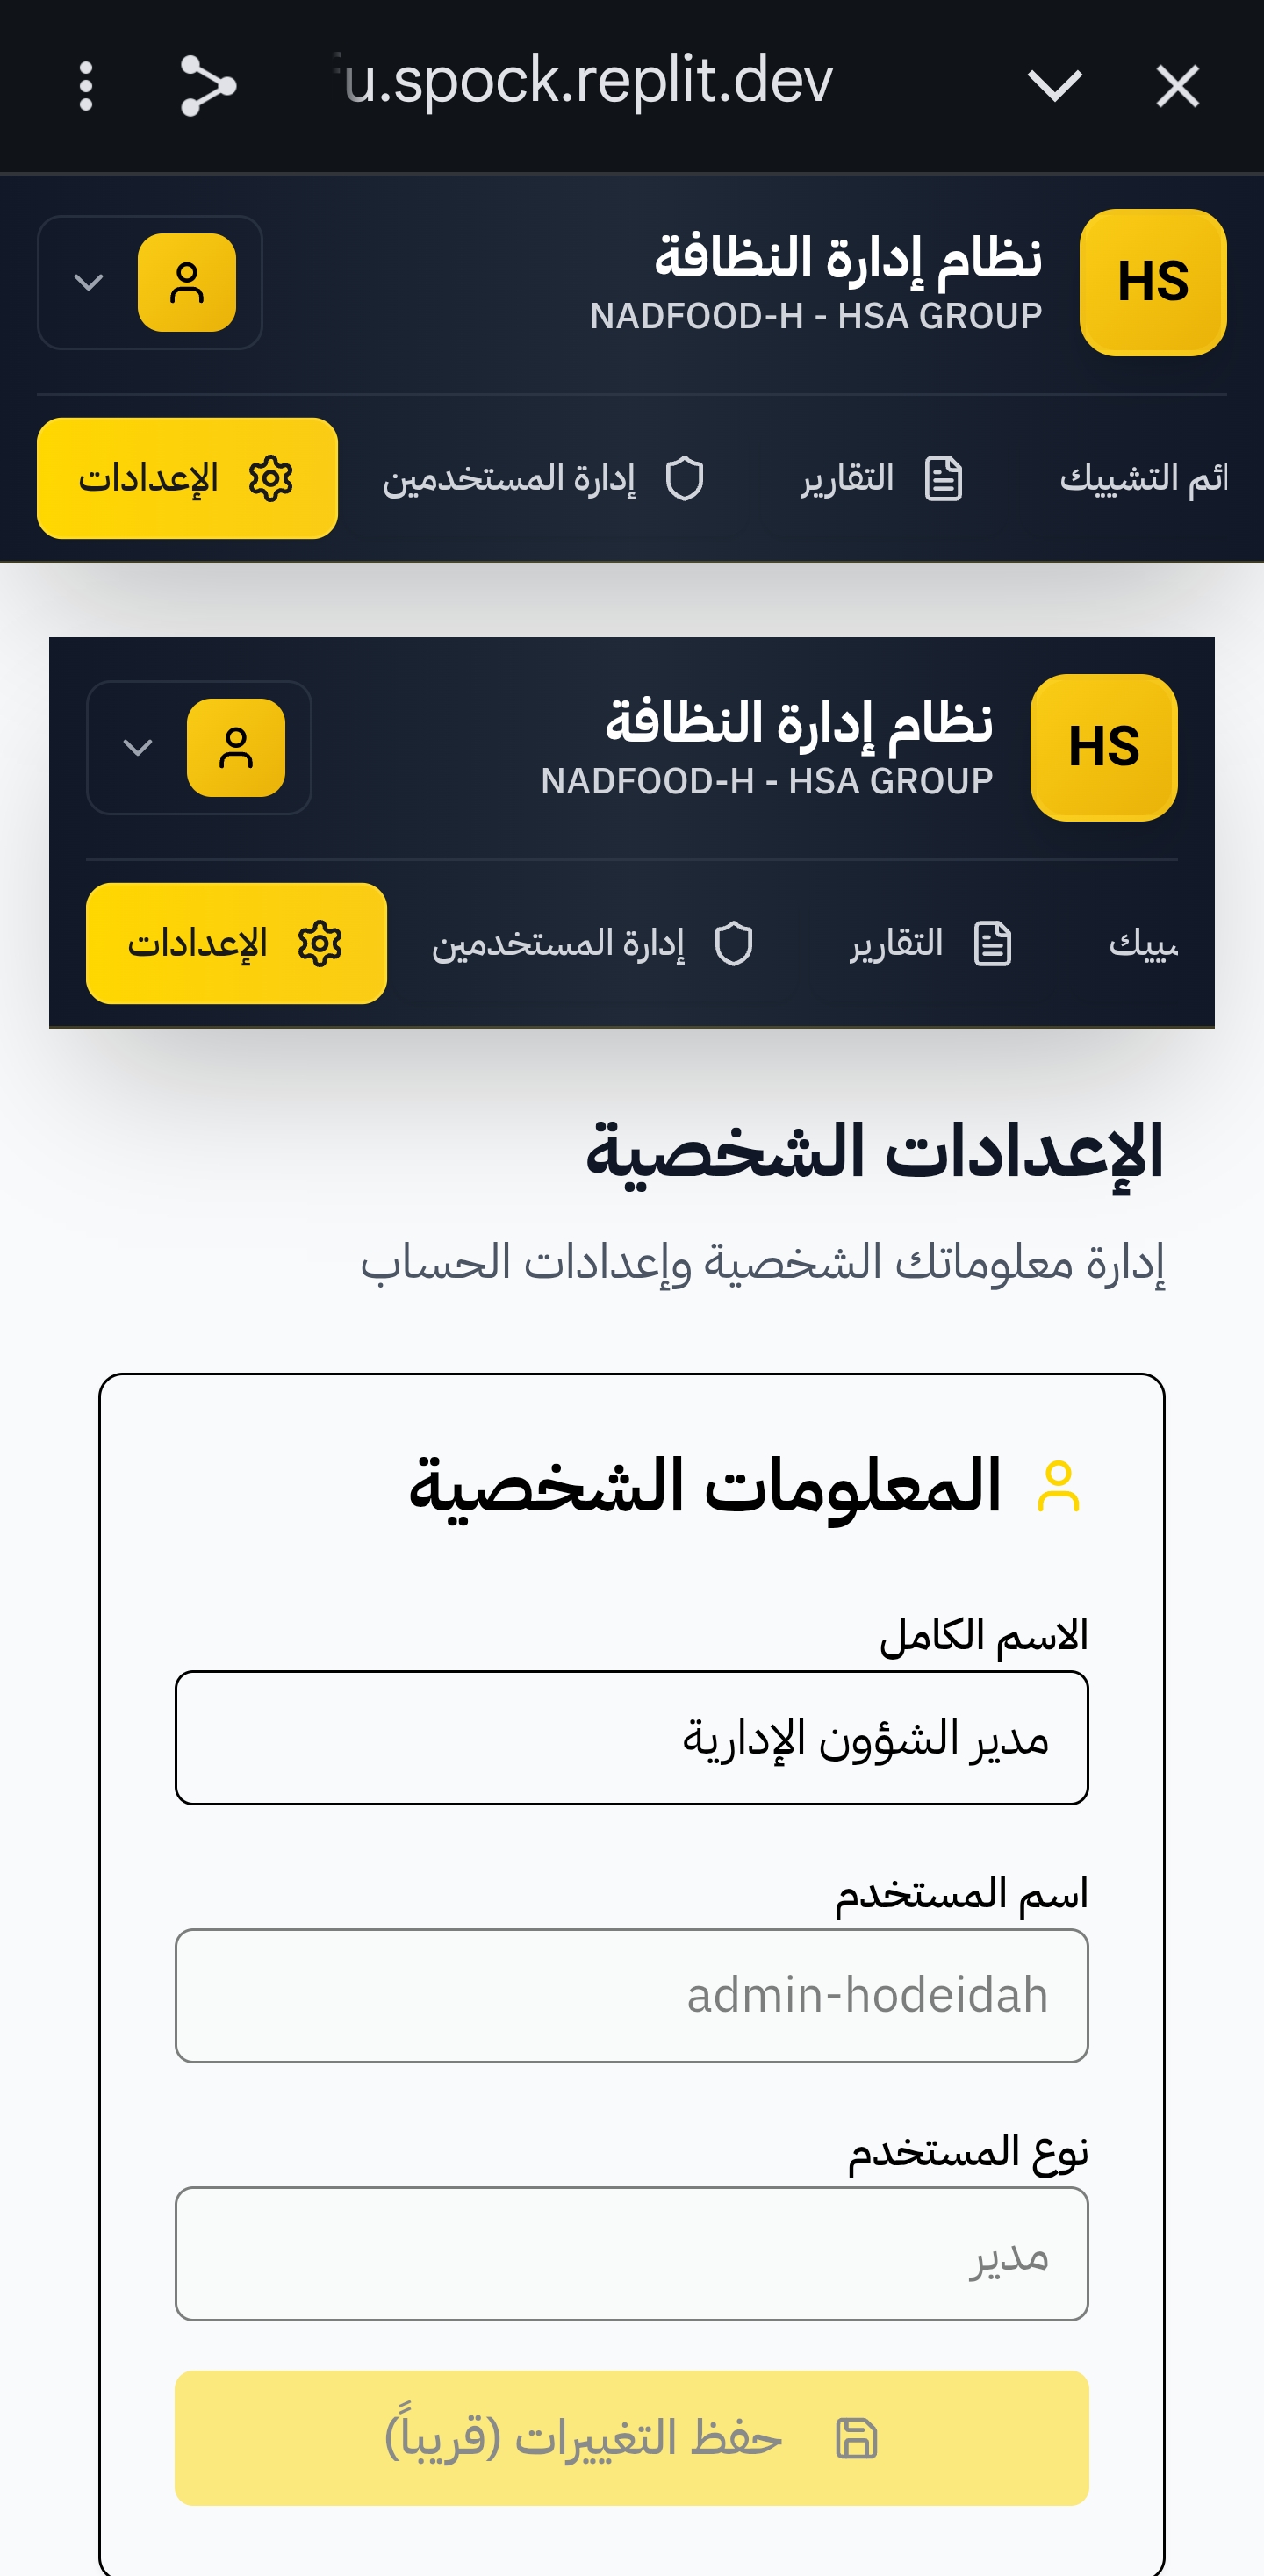 u.spock.replit.dev
HS
نظام إدارة النظافة
NADFOOD-H - HSA GROUP
التشييك
التقارير
إدارة المستخدمين
الإعدادات
HS
نظام إدارة النظافة
NADFOOD-H - HSA GROUP
التقارير
إدارة المستخدمين
الإعدادات
الإعدادات الشخصية
إدارة معلوماتك الشخصية وإعدادات الحساب
المعلومات الشخصية
الاسم الكامل
مدير الشؤون الإدارية
اسم المستخدم
admin-hodeidah
نوع المستخدم
مدير
حفظ التغييرات (قريباً)